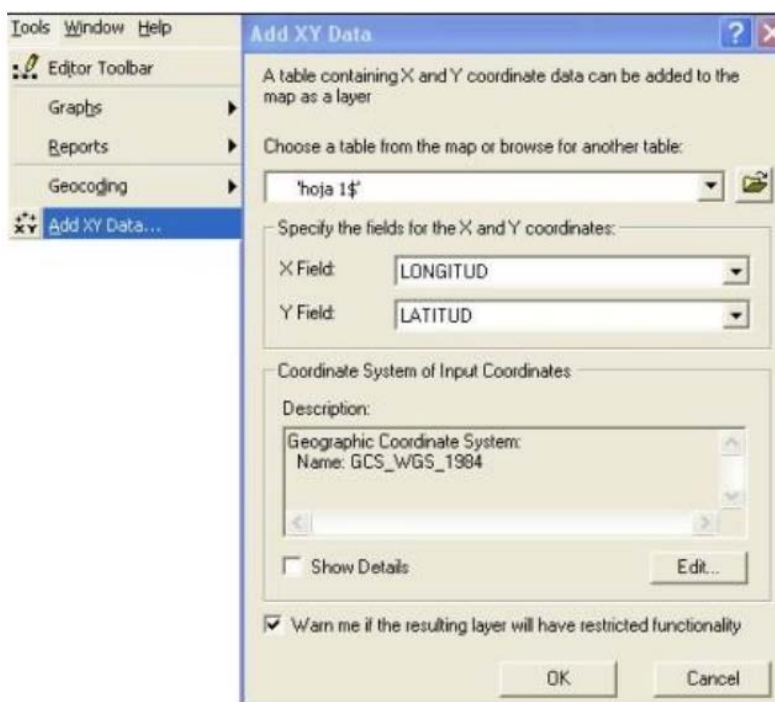 Tools Window Help
Editor Toolbar
Graphs
Reports
Geocoding
XY Add XY Data...
Add XY Data
?
A table containing X and Y coordinate data can be added to the
map as a layer
Choose a table from the map or browse for another table:
'hoja 1$'
Specify the fields for the X and Y coordinates:
X Field: LONGITUD
Y Field: LATITUD
Coordinate System of Input Coordinates
Description:
Geographic Coordinate System:
Name: GCS_WGS_1984
Show Details
Edit...
Warn me if the resulting layer will have restricted functionality
OK Cancel